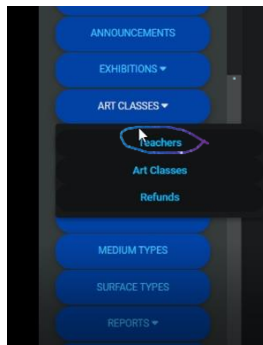 ANNOUNCEMENTS
EXHIBITIONS
ART CLASSES
Teachers
Art Classes
Refunds
MEDIUM TYPES
SURFACE TYPES
REPORTS